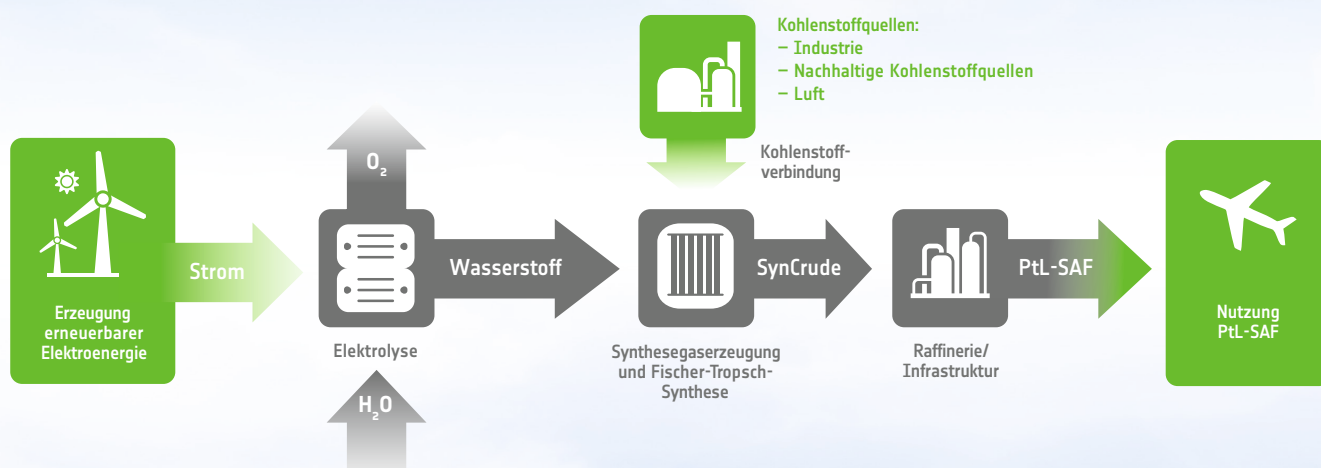 Kohlenstoffquellen:
– Industrie
– Nachhaltige Kohlenstoffquellen
– Luft
Kohlenstoff-
verbindung
O₂
Strom
Wasserstoff
SynCrude
PtL-SAF
Erzeugung
erneuerbarer
Elektroenergie
Elektrolyse
H₂O
Synthesegaserzeugung
und Fischer-Tropsch-
Synthese
Raffinerie/
Infrastruktur
Nutzung
PtL-SAF